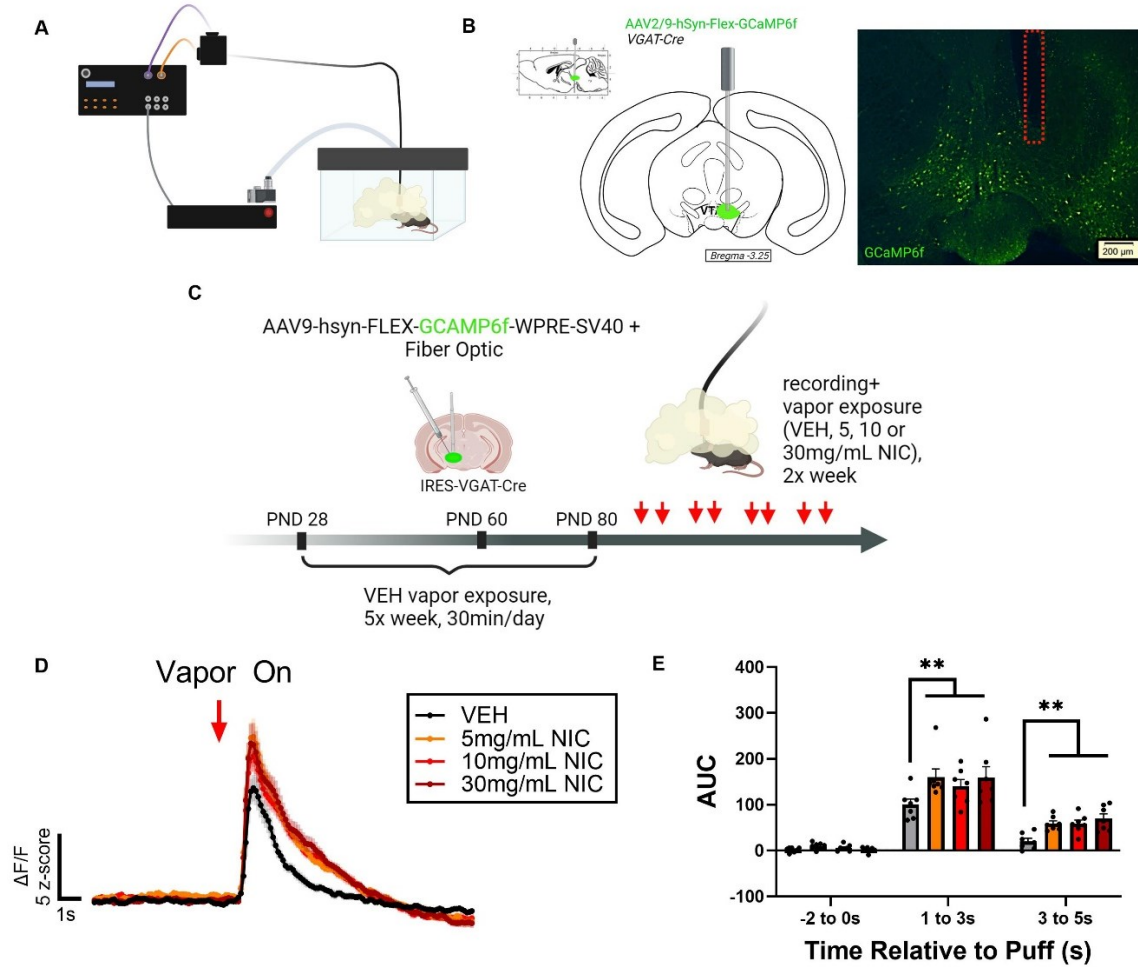 A
B
AAV2/9-hSyn-Flex-GCaMP6f
VGAT-Cre
VTA
Bregma -3.25
GCaMP6f
200 µm
C
AAV9-hsyn-FLEX-GCAMP6f-WPRE-SV40 +
Fiber Optic
IRES-VGAT-Cre
recording+
vapor exposure
(VEH, 5, 10 or
30mg/mL NIC),
2x week
PND 28
PND 60
PND 80
VEH vapor exposure,
5x week, 30min/day
D
Vapor On
VEH
5mg/mL NIC
10mg/mL NIC
30mg/mL NIC
ΔF/F
5 z-score
1s
E
AUC
400
300
200
100
0
-100
**
**
-2 to 0s
1 to 3s
3 to 5s
Time Relative to Puff (s)